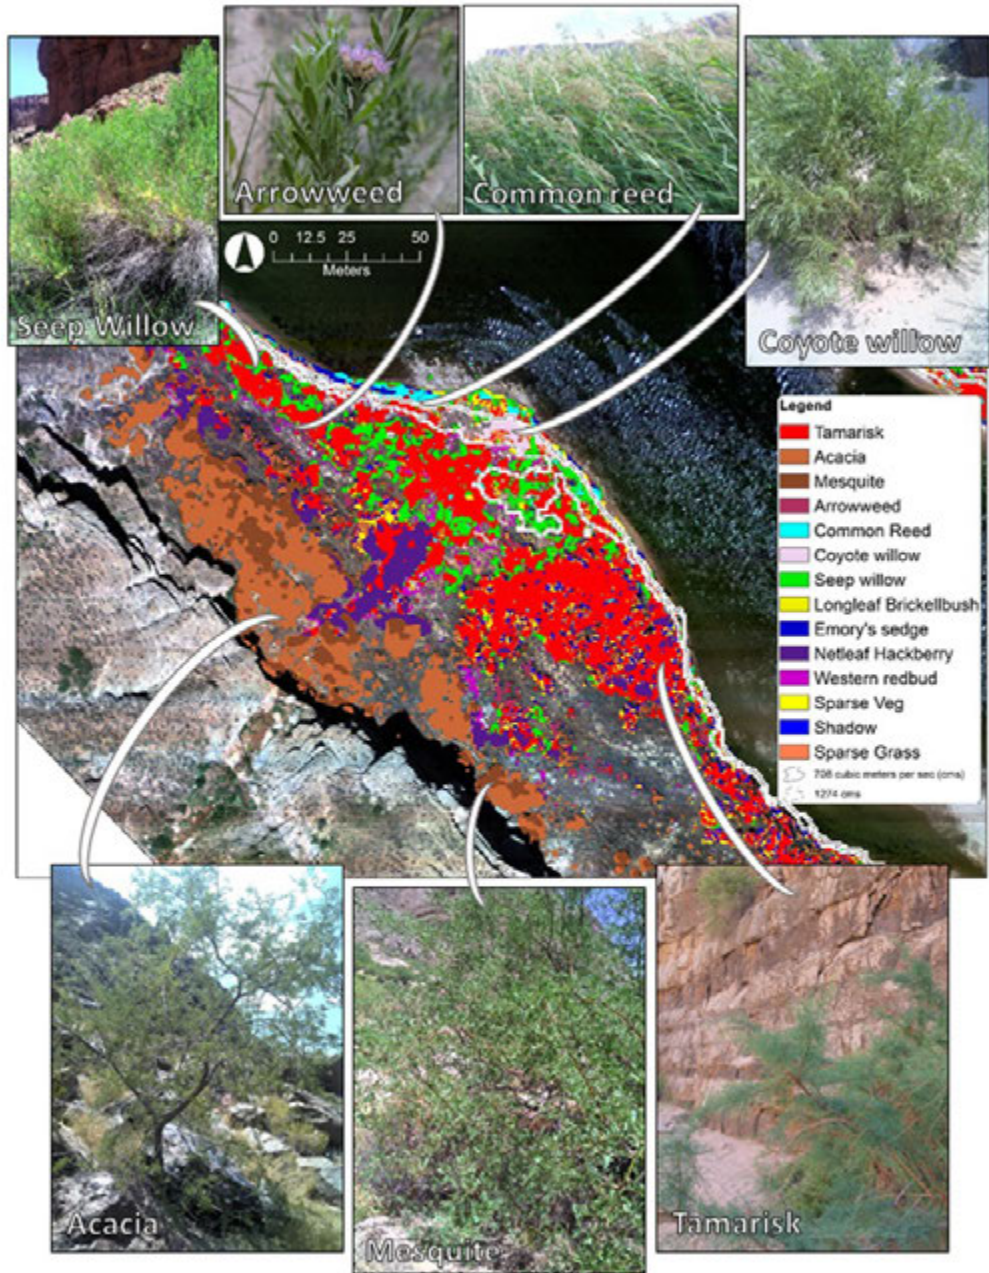 Arrowweed
Common reed
Seep Willow
Coyote willow
0 12.5 25 50
Meters
Legend
Tamarisk
Acacia
Mesquite
Arrowweed
Common Reed
Coyote willow
Seep willow
Longleaf Brickellbush
Emory's sedge
Netleaf Hackberry
Western redbud
Sparse Veg
Shadow
Sparse Grass
708 cubic meters per sec (cms)
1274 cms
Acacia
Mesquite
Tamarisk